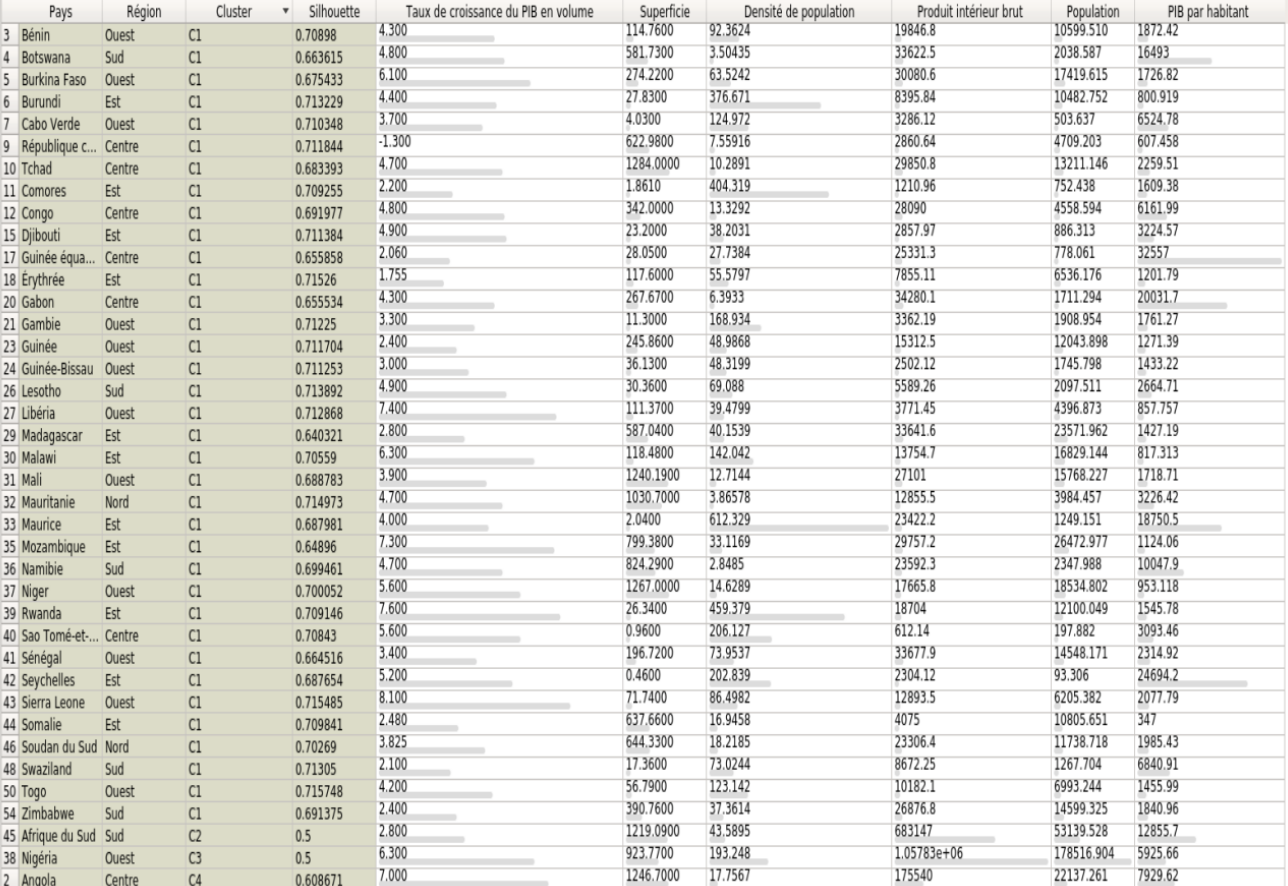 Pays Région Cluster Silhouette Taux de croissance du PIB en volume Superficie Densité de population Produit intérieur brut Population PIB par habitant
3 Bénin Ouest C1 0.70898 4.300 114.7600 92.3624 19846.8 10599.510 1872.42
4 Botswana Sud C1 0.663615 4.800 581.7300 3.50435 33622.5 2038.587 16493
5 Burkina Faso Ouest C1 0.675433 6.100 274.2200 63.5242 30080.6 17419.615 1726.82
6 Burundi Est C1 0.713229 4.400 27.8300 376.671 8395.84 10482.752 800.919
7 Cabo Verde Ouest C1 0.710348 3.700 4.0300 124.972 3286.12 503.637 6524.78
9 République c... Centre C1 0.711844 -1.300 622.9800 7.55916 2860.64 4709.203 607.458
10 Tchad Centre C1 0.683393 4.700 1284.0000 10.2891 29850.8 13211.146 2259.51
11 Comores Est C1 0.709255 2.200 1.8610 404.319 1210.96 752.438 1609.38
12 Congo Centre C1 0.691977 4.800 342.0000 13.3292 28090 4558.594 6161.99
15 Djibouti Est C1 0.711384 4.900 23.2000 38.2031 2857.97 886.313 3224.57
17 Guinée équa... Centre C1 0.655858 2.060 28.0500 27.7384 25331.3 778.061 32557
18 Érythrée Est C1 0.71526 1.755 117.6000 55.5797 7855.11 6536.176 1201.79
20 Gabon Centre C1 0.655534 4.300 267.6700 6.3933 34280.1 1711.294 20031.7
21 Gambie Ouest C1 0.71225 3.300 11.3000 168.934 3362.19 1908.954 1761.27
23 Guinée Ouest C1 0.711704 2.400 245.8600 48.9868 15312.5 12043.898 1271.39
24 Guinée-Bissau Ouest C1 0.711253 3.000 36.1300 48.3199 2502.12 1745.798 1433.22
26 Lesotho Sud C1 0.713892 4.900 30.3600 69.088 5589.26 2097.511 2664.71
27 Libéria Ouest C1 0.712868 7.400 111.3700 39.4799 3771.45 4396.873 857.757
29 Madagascar Est C1 0.640321 2.800 587.0400 40.1539 33641.6 23571.962 1427.19
30 Malawi Est C1 0.70559 6.300 118.4800 142.042 13754.7 16829.144 817.313
31 Mali Ouest C1 0.688783 3.900 1240.1900 12.7144 27101 15768.227 1718.71
32 Mauritanie Nord C1 0.714973 4.700 1030.7000 3.86578 12855.5 3984.457 3226.42
33 Maurice Est C1 0.687981 4.000 2.0400 612.329 23422.2 1249.151 18750.5
35 Mozambique Est C1 0.64896 7.300 799.3800 33.1169 29757.2 26472.977 1124.06
36 Namibie Sud C1 0.699461 4.700 824.2900 2.8485 23592.3 2347.988 10047.9
37 Niger Ouest C1 0.700052 5.600 1267.0000 14.6289 17665.8 18534.802 953.118
39 Rwanda Est C1 0.709146 7.600 26.3400 459.379 18704 12100.049 1545.78
40 Sao Tomé-et-... Centre C1 0.70843 5.600 0.9600 206.127 612.14 197.882 3093.46
41 Sénégal Ouest C1 0.664516 3.400 196.7200 73.9537 33677.9 14548.171 2314.92
42 Seychelles Est C1 0.687654 5.200 0.4600 202.839 2304.12 93.306 24694.2
43 Sierra Leone Ouest C1 0.715485 8.100 71.7400 86.4982 12893.5 6205.382 2077.79
44 Somalie Est C1 0.709841 2.480 637.6600 16.9458 4075 10805.651 347
46 Soudan du Sud Nord C1 0.70269 3.825 644.3300 18.2185 23306.4 11738.718 1985.43
48 Swaziland Sud C1 0.71305 2.100 17.3600 73.0244 8672.25 1267.704 6840.91
50 Togo Ouest C1 0.715748 4.200 56.7900 123.142 10182.1 6993.244 1455.99
54 Zimbabwe Sud C1 0.691375 2.400 390.7600 37.3614 26876.8 14599.325 1840.96
45 Afrique du Sud Sud C2 0.5 2.800 1219.0900 43.5895 683147 53139.528 12855.7
38 Nigéria Ouest C3 0.5 6.300 923.7700 193.248 1.05783e+06 178516.904 5925.66
2 Angola Centre C4 0.608671 7.000 1246.7000 17.7567 175540 22137.261 7929.62